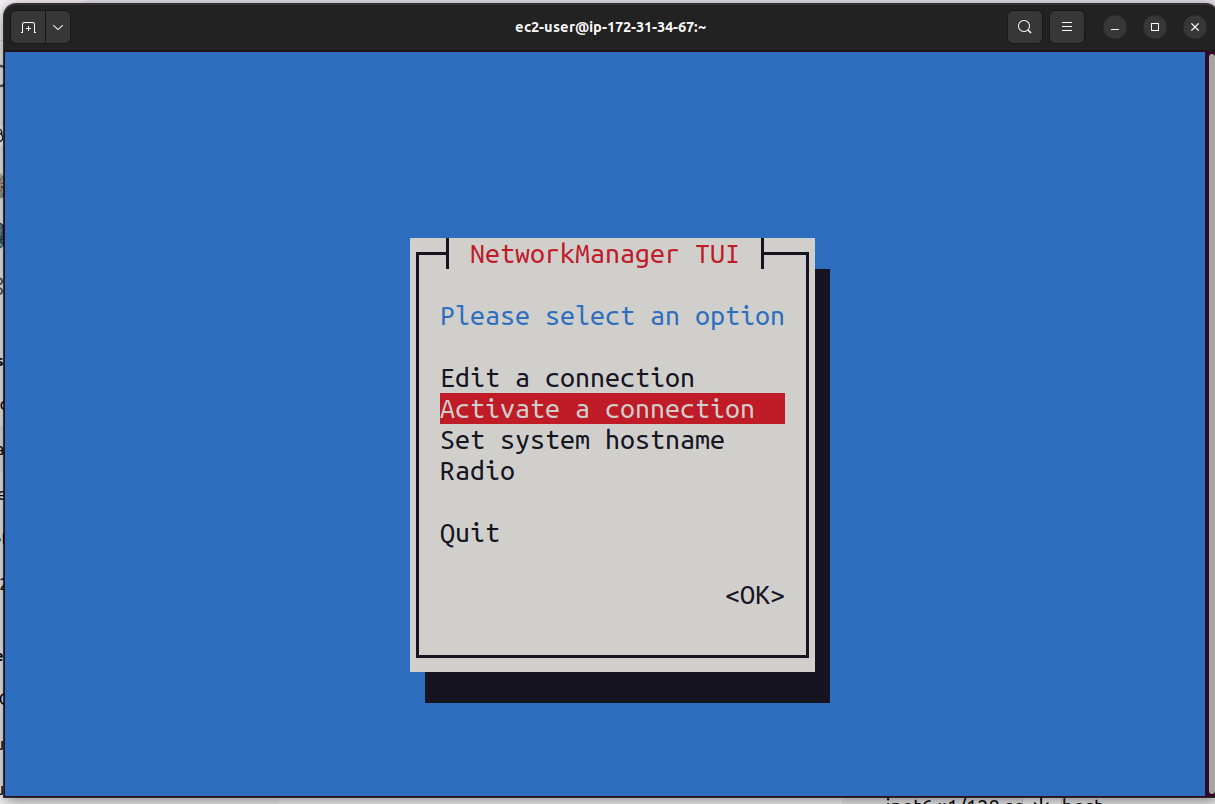 ec2-user@ip-172-31-34-67:~
NetworkManager TUI
Please select an option
Edit a connection
Activate a connection
Set system hostname
Radio
Quit
<OK>